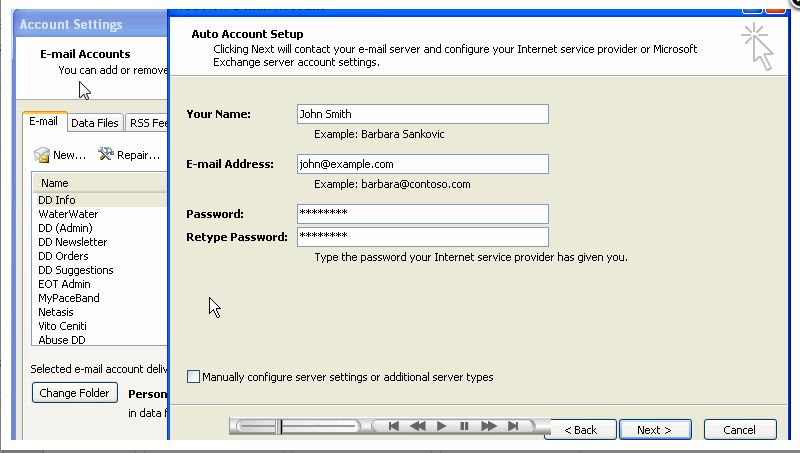 Account Settings
E-mail Accounts
You can add or remove
E-mail
Data Files
RSS Fee
New...
Repair...
Name
DD Info
WaterWater
DD (Admin)
DD Newsletter
DD Orders
DD Suggestions
EOT Admin
MyPaceBand
Netasis
Vito Ceniti
Abuse DD
Selected e-mail account deliv
Change Folder
Person
in data f
Auto Account Setup
Clicking Next will contact your e-mail server and configure your Internet service provider or Microsoft
Exchange server account settings.
Your Name:
John Smith
Example: Barbara Sankovic
E-mail Address:
john@example.com
Example: barbara@contoso.com
Password:
********
Retype Password:
********
Type the password your Internet service provider has given you.
Manually configure server settings or additional server types
< Back
Next >
Cancel